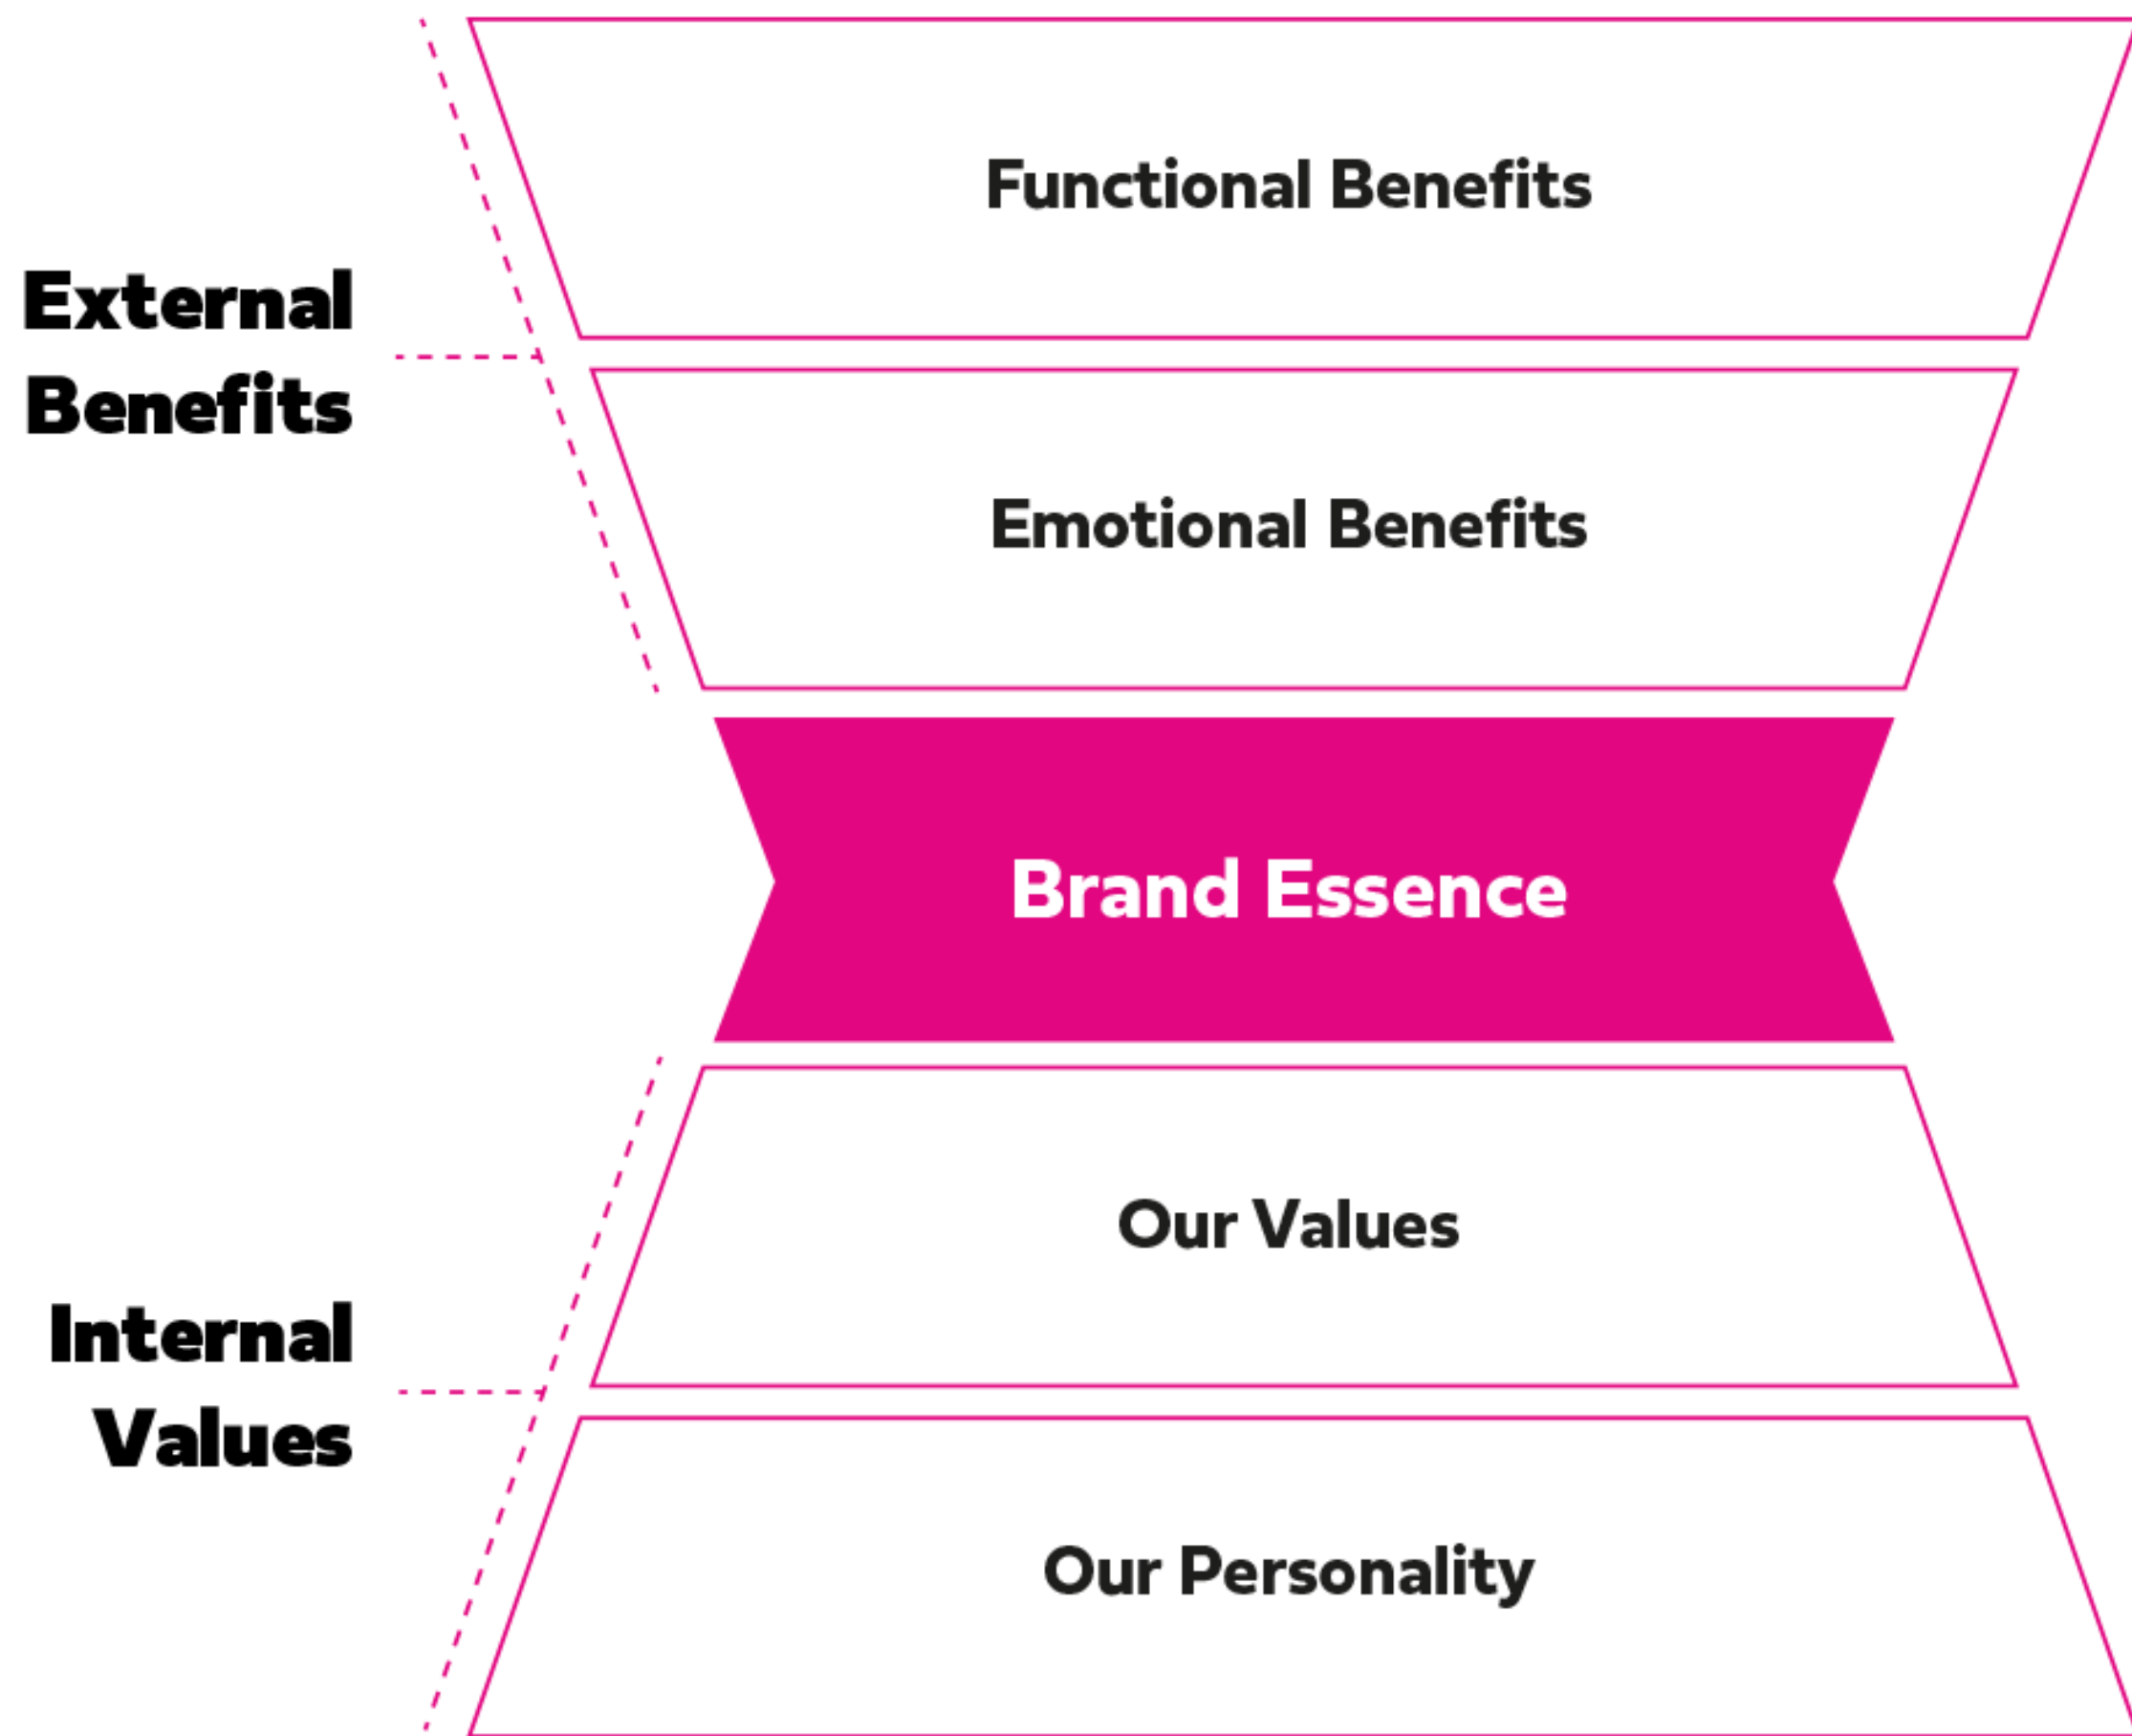 Functional Benefits
External
Benefits
Emotional Benefits
Brand Essence
Our Values
Internal
Values
Our Personality